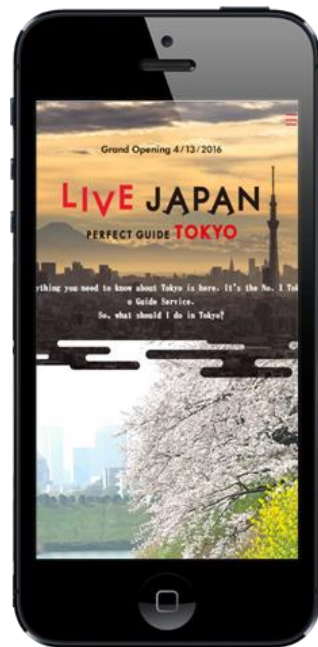 Grand Opening 4/13/2016
LIVE JAPAN
PERFECT GUIDE TOKYO
ything you need to know about Tokyo is here. It's the No. 1 Tok
o Guide Service.
So, what should I do in Tokyo?